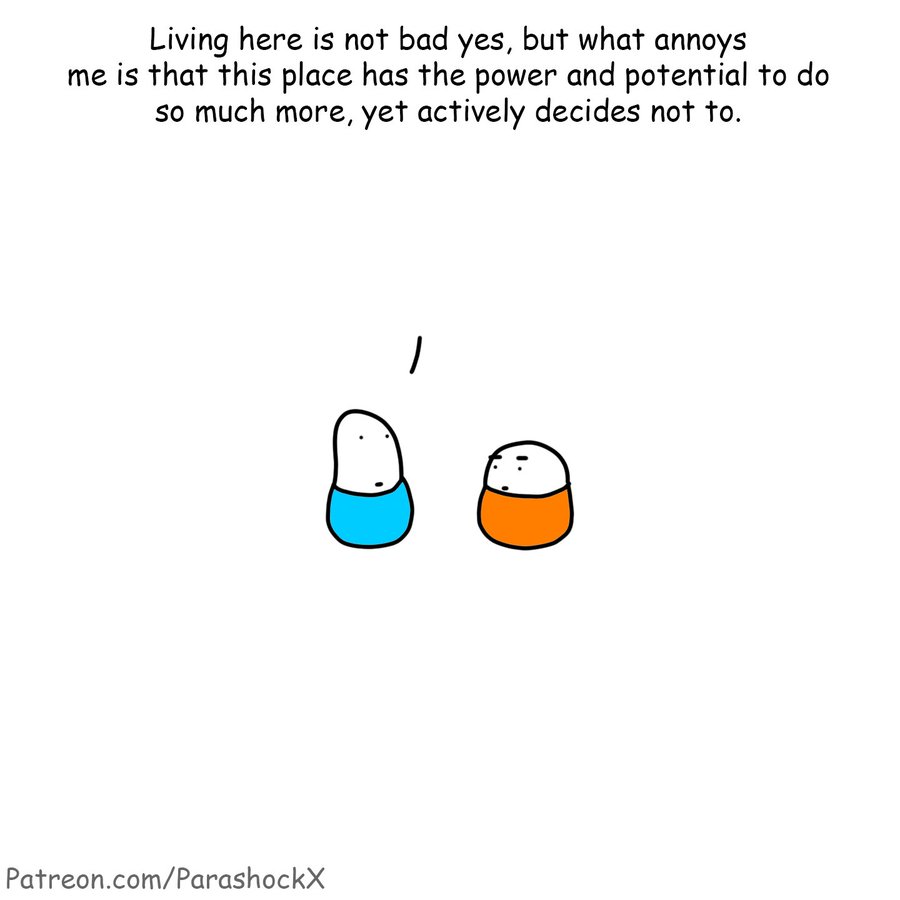 Living here is not bad yes, but what annoys
me is that this place has the power and potential to do
so much more, yet actively decides not to.
Patreon.com/ParashockX